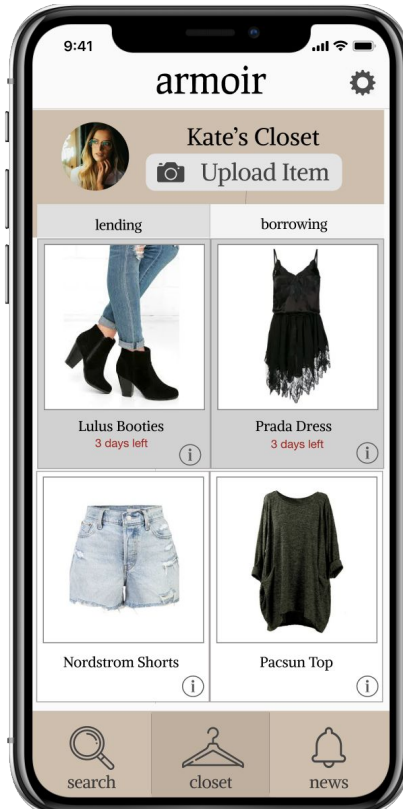 9:41
armoir
Kate's Closet
Upload Item
lending borrowing
Lulus Booties Prada Dress
3 days left 3 days left
i i
Nordstrom Shorts Pacsun Top
i i
search closet news